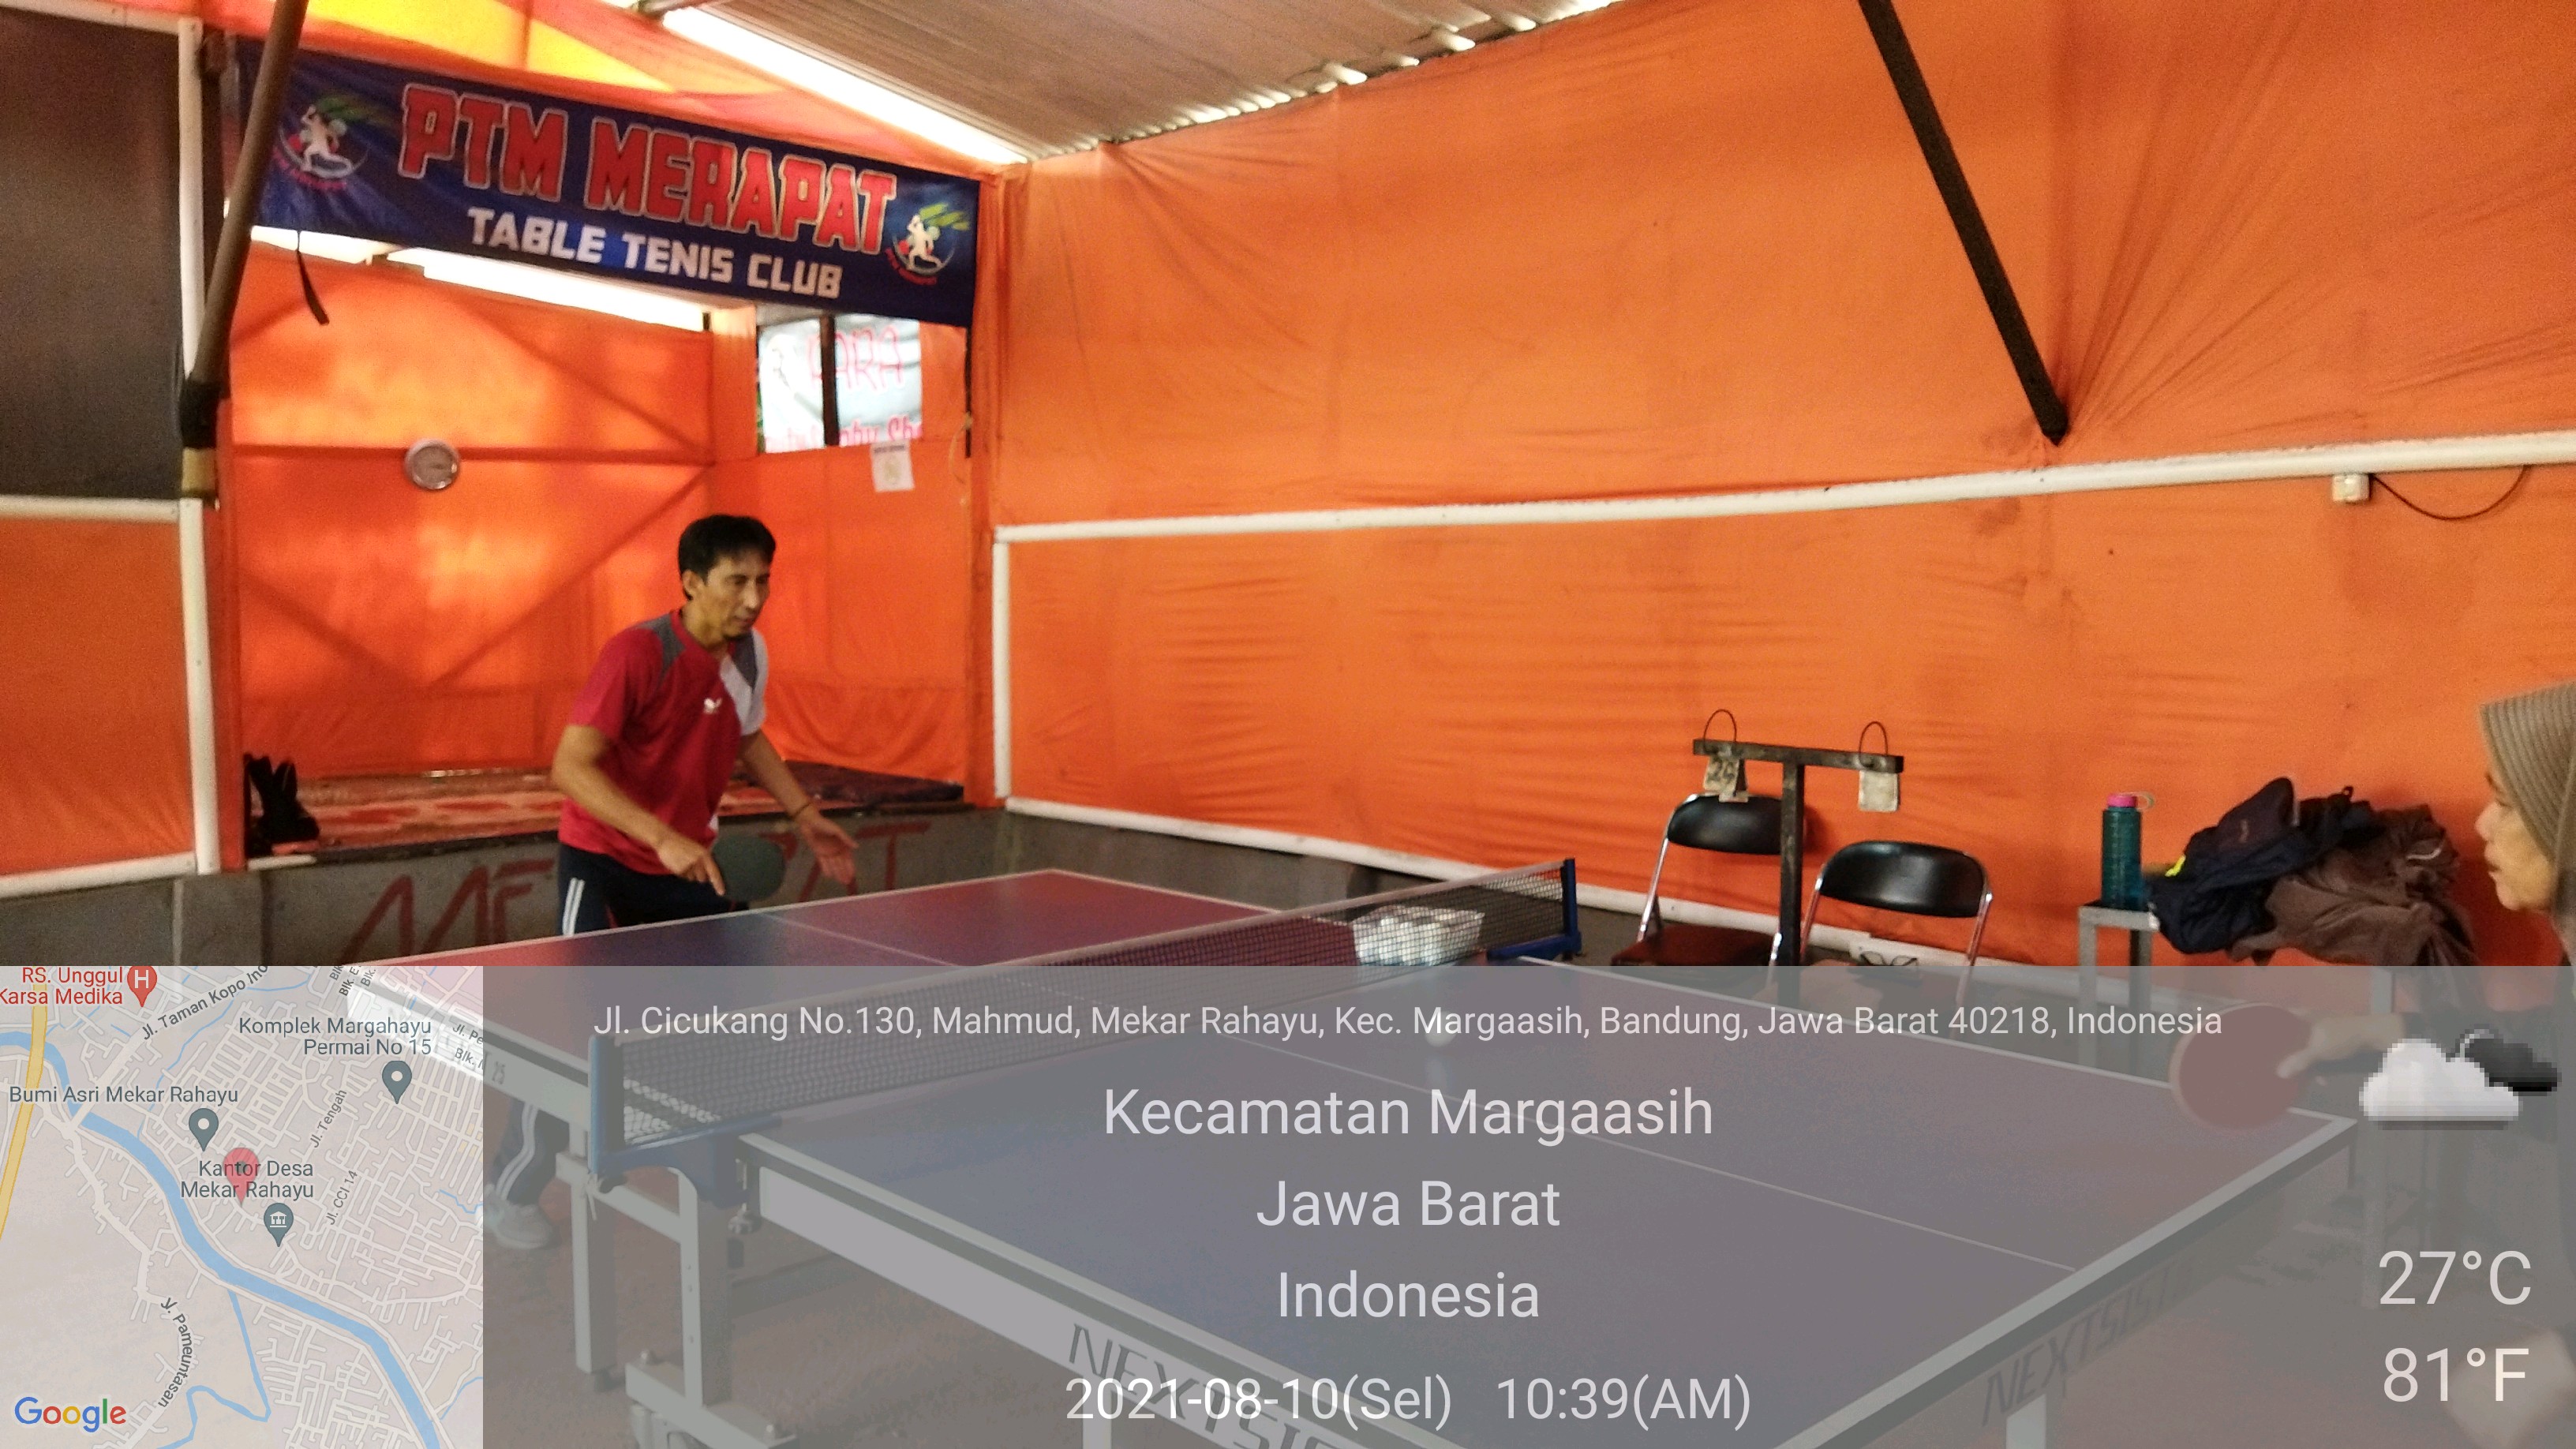 PTM MERAPAT
TABLE TENIS CLUB
RS. Unggul
Karsa Medika
H
Jl. Taman Kopo Ind
Komplek Margahayu
Permai No 15
Bumi Asri Mekar Rahayu
Jl. Tengah
Kantor Desa
Mekar Rahayu
Jl. CCI 14
Jl. Pameuntasan
Google
25
Jl. Cicukang No.130, Mahmud, Mekar Rahayu, Kec. Margaasih, Bandung, Jawa Barat 40218, Indonesia
Kecamatan Margaasih
Jawa Barat
Indonesia
2021-08-10(Sel) 10:39(AM)
27°C
81°F